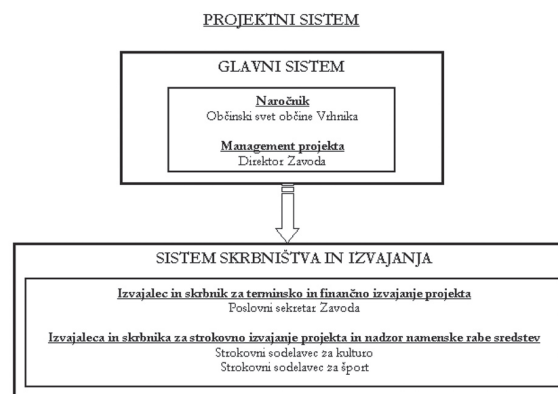 PROJEKTNI SISTEM
GLAVNI SISTEM
Naročnik
Občinski svet občine Vrhnika
Management projekta
Direktor Zavoda
SISTEM SKRBNIŠTVA IN IZVAJANJA
Izvajalec in skrbnik za terminsko in finančno izvajanje projekta
Poslovni sekretar Zavoda
Izvajaleca in skrbnika za strokovno izvajanje projekta in nadzor namenske rabe sredstev
Strokovni sodelavec za kulturo
Strokovni sodelavec za šport